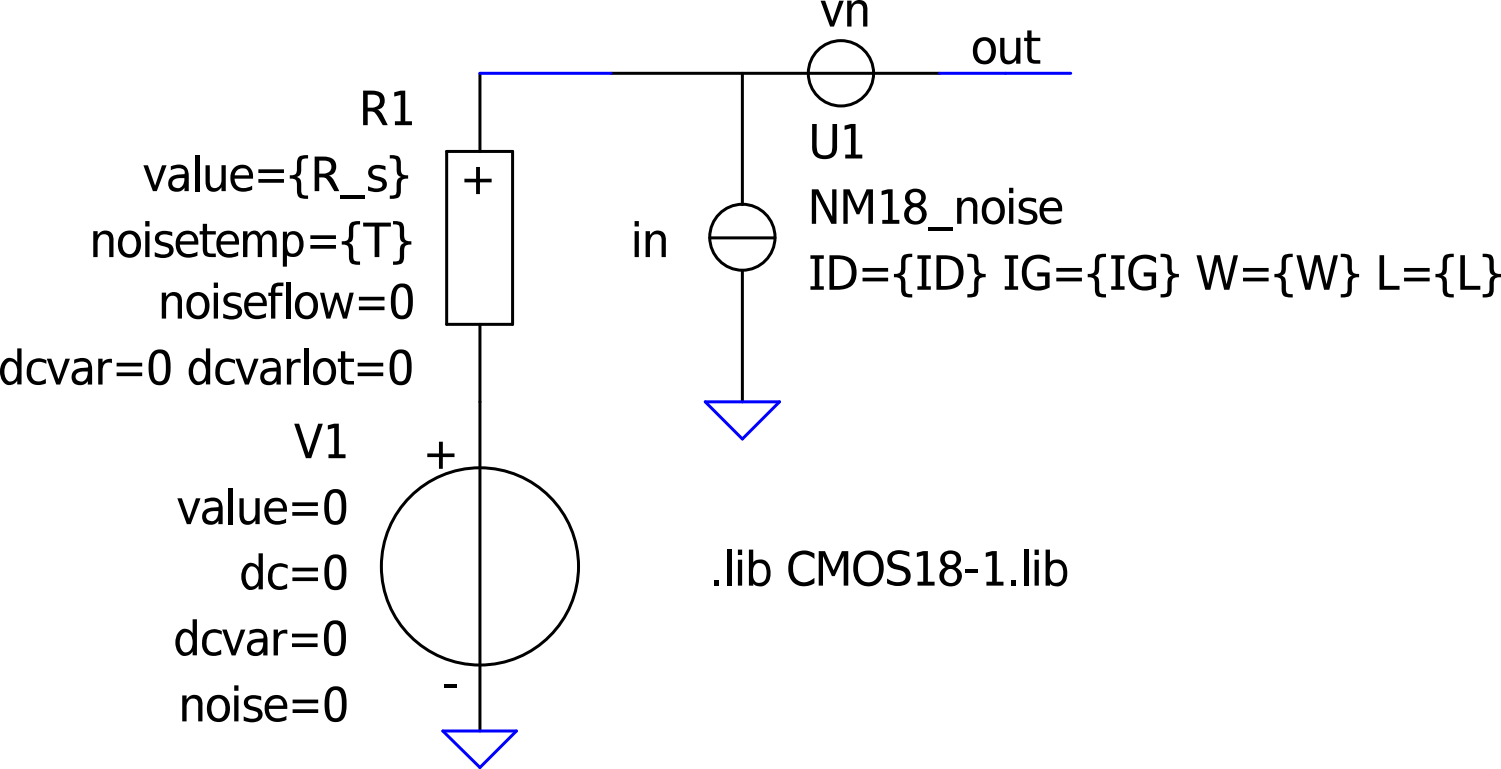 vn
out
R1
value={R_s}
noisetemp={T}
noiseflow=0
dcvar=0 dcvarlot=0
+
in
U1
NM18_noise
ID={ID} IG={IG} W={W} L={L}
V1
value=0
dc=0
dcvar=0
noise=0
+
-
.lib CMOS18-1.lib